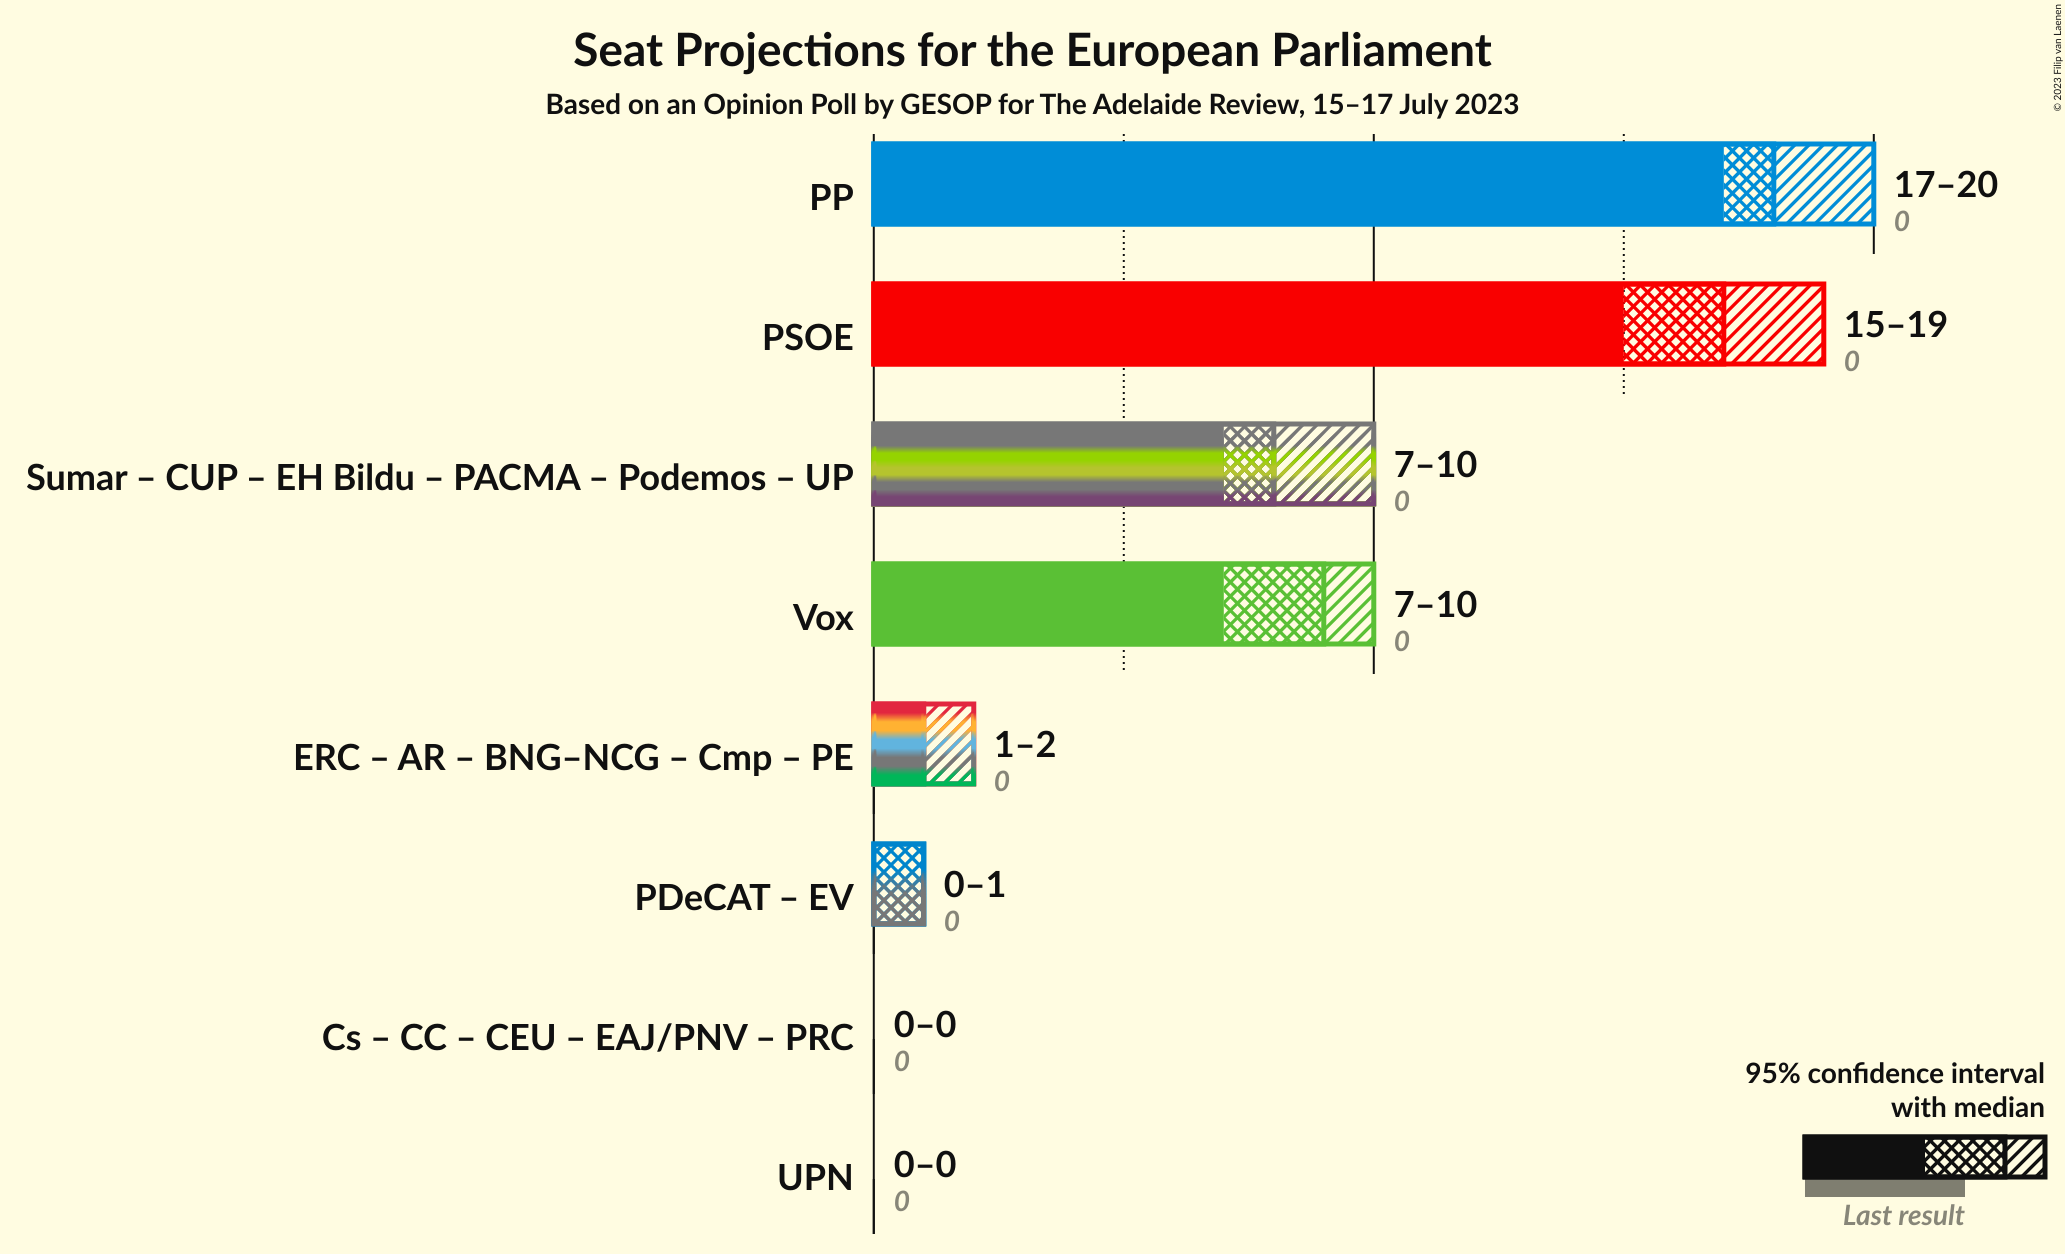 Seat Projections for the European Parliament
Based on an Opinion Poll by GESOP for The Adelaide Review, 15–17 July 2023
© 2023 Filip van Laenen
PP
17–20
0
PSOE
15–19
0
Sumar – CUP – EH Bildu – PACMA – Podemos – UP
7–10
0
Vox
7–10
0
ERC – AR – BNG–NCG – Cmp – PE
1–2
0
PDeCAT – EV
0–1
0
Cs – CC – CEU – EAJ/PNV – PRC
0–0
0
UPN
0–0
0
95% confidence interval
with median
Last result